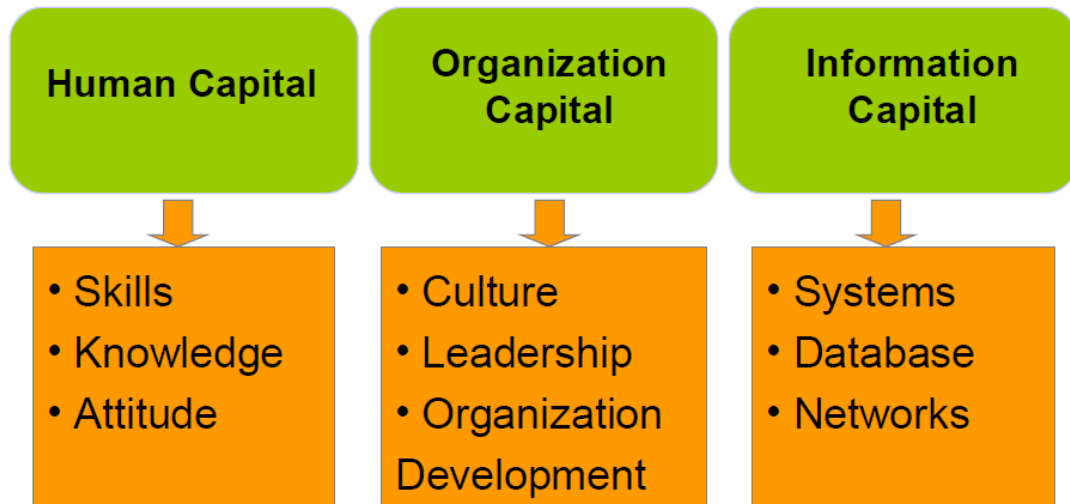 Human Capital
Organization
Capital
Information
Capital
• Skills
• Knowledge
• Attitude
• Culture
• Leadership
• Organization
Development
• Systems
• Database
• Networks